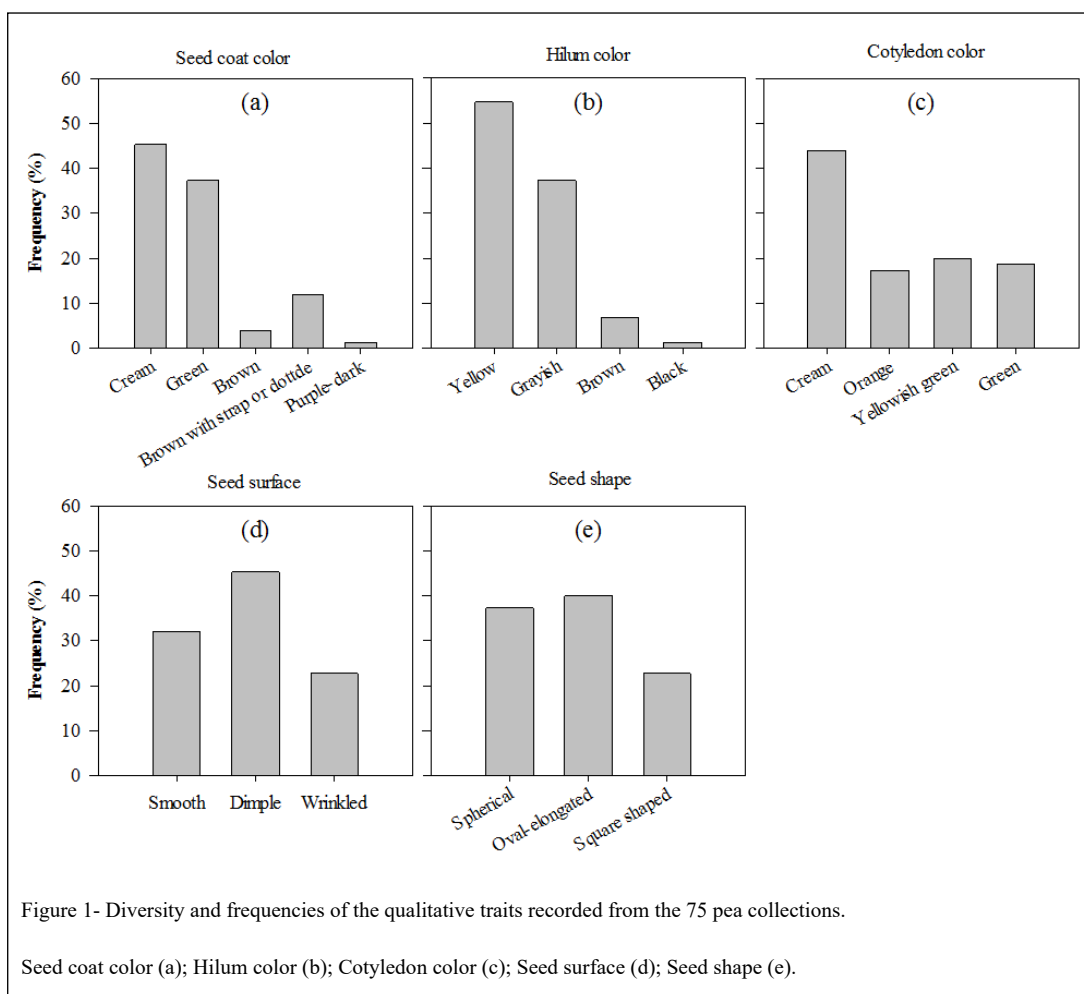 Seed coat color
Hilum color
Cotyledon color
(a)
(b)
(c)
Frequency (%)
60
50
40
30
20
10
0
Cream
Green
Brown
Brown with strap or dottde
Purple-dark
Yellow
Grayish
Brown
Black
Cream
Orange
Yellowish green
Green
Seed surface
Seed shape
(d)
(e)
Frequency (%)
60
50
40
30
20
10
0
Smooth
Dimple
Wrinkled
Spherical
Oval-elongated
Square shaped
Figure 1- Diversity and frequencies of the qualitative traits recorded from the 75 pea collections.
Seed coat color (a); Hilum color (b); Cotyledon color (c); Seed surface (d); Seed shape (e).